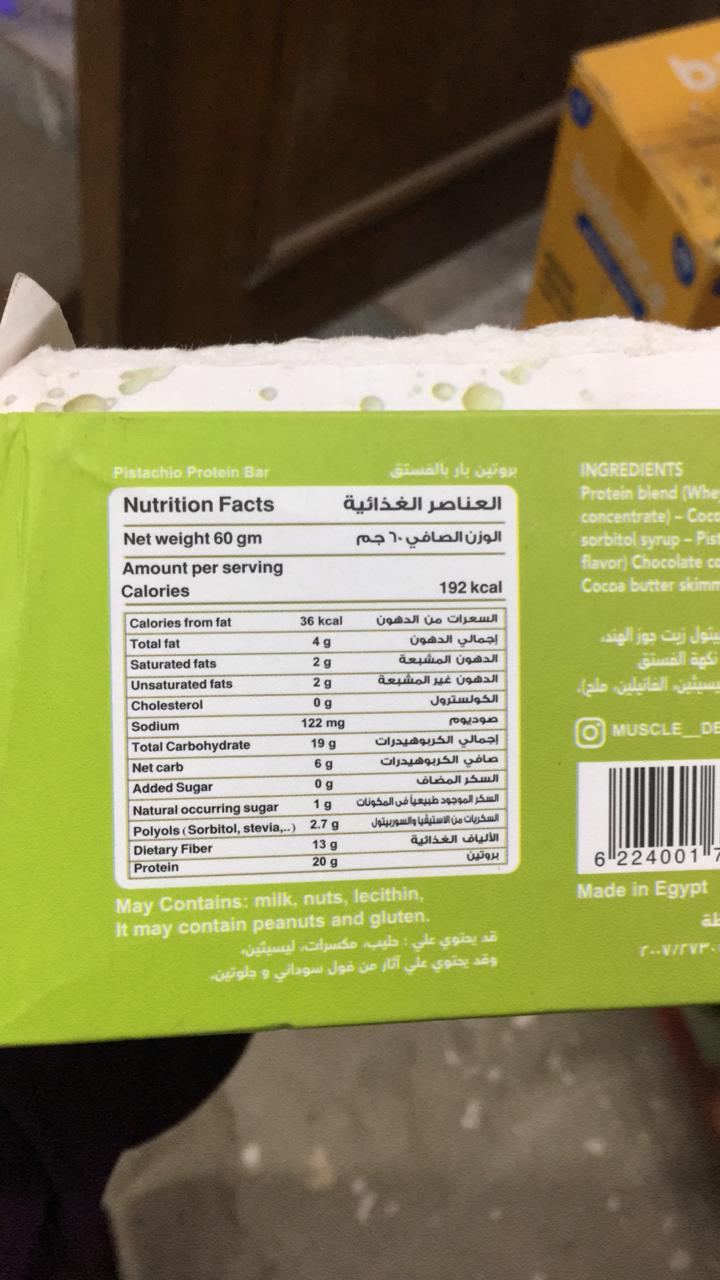 Pistachio Protein Bar بروتين بار بالفستق
Nutrition Facts العناصر الغذائية
Net weight 60 gm الوزن الصافي ٦٠ جم
Amount per serving
Calories 192 kcal
Calories from fat 36 kcal السعرات من الدهون
Total fat 4 g إجمالي الدهون
Saturated fats 2 g الدهون المشبعة
Unsaturated fats 2 g الدهون غير المشبعة
Cholesterol 0 g الكولسترول
Sodium 122 mg صوديوم
Total Carbohydrate 19 g إجمالي الكربوهيدرات
Net carb 6 g صافي الكربوهيدرات
Added Sugar 0 g السكر المضاف
Natural occurring sugar 1 g السكر الموجود طبيعياً في المكونات
Polyols (Sorbitol, stevia,..) 2.7 g السكريات من الاستيڤيا والسوربيتول
Dietary Fiber 13 g الألياف الغذائية
Protein 20 g بروتين
May Contains: milk, nuts, lecithin,
It may contain peanuts and gluten.
قد يحتوي علي : حليب، مكسرات، ليسيثين،
وقد يحتوي علي آثار من فول سوداني و جلوتين.
INGREDIENTS
Protein blend
concentrate) –
sorbitol syrup –
flavor) Chocolate
Cocoa butter
زيت جوز الهند،
نكهة الفستق
الفانيلين، ملح).
MUSCLE__DE
6 224001 7
Made in Egypt